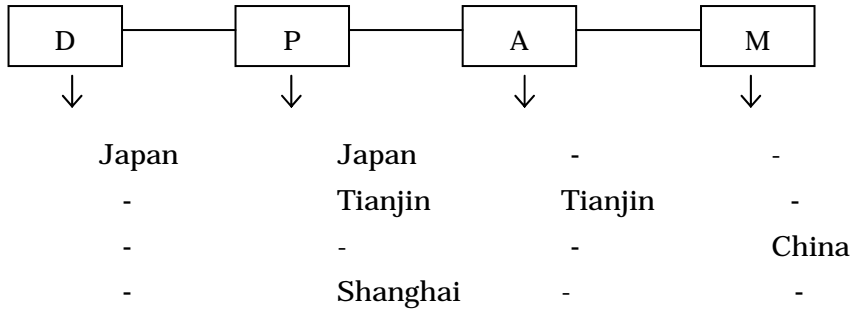 D P A M
Japan Japan - -
- Tianjin Tianjin -
- - - China
- Shanghai - -